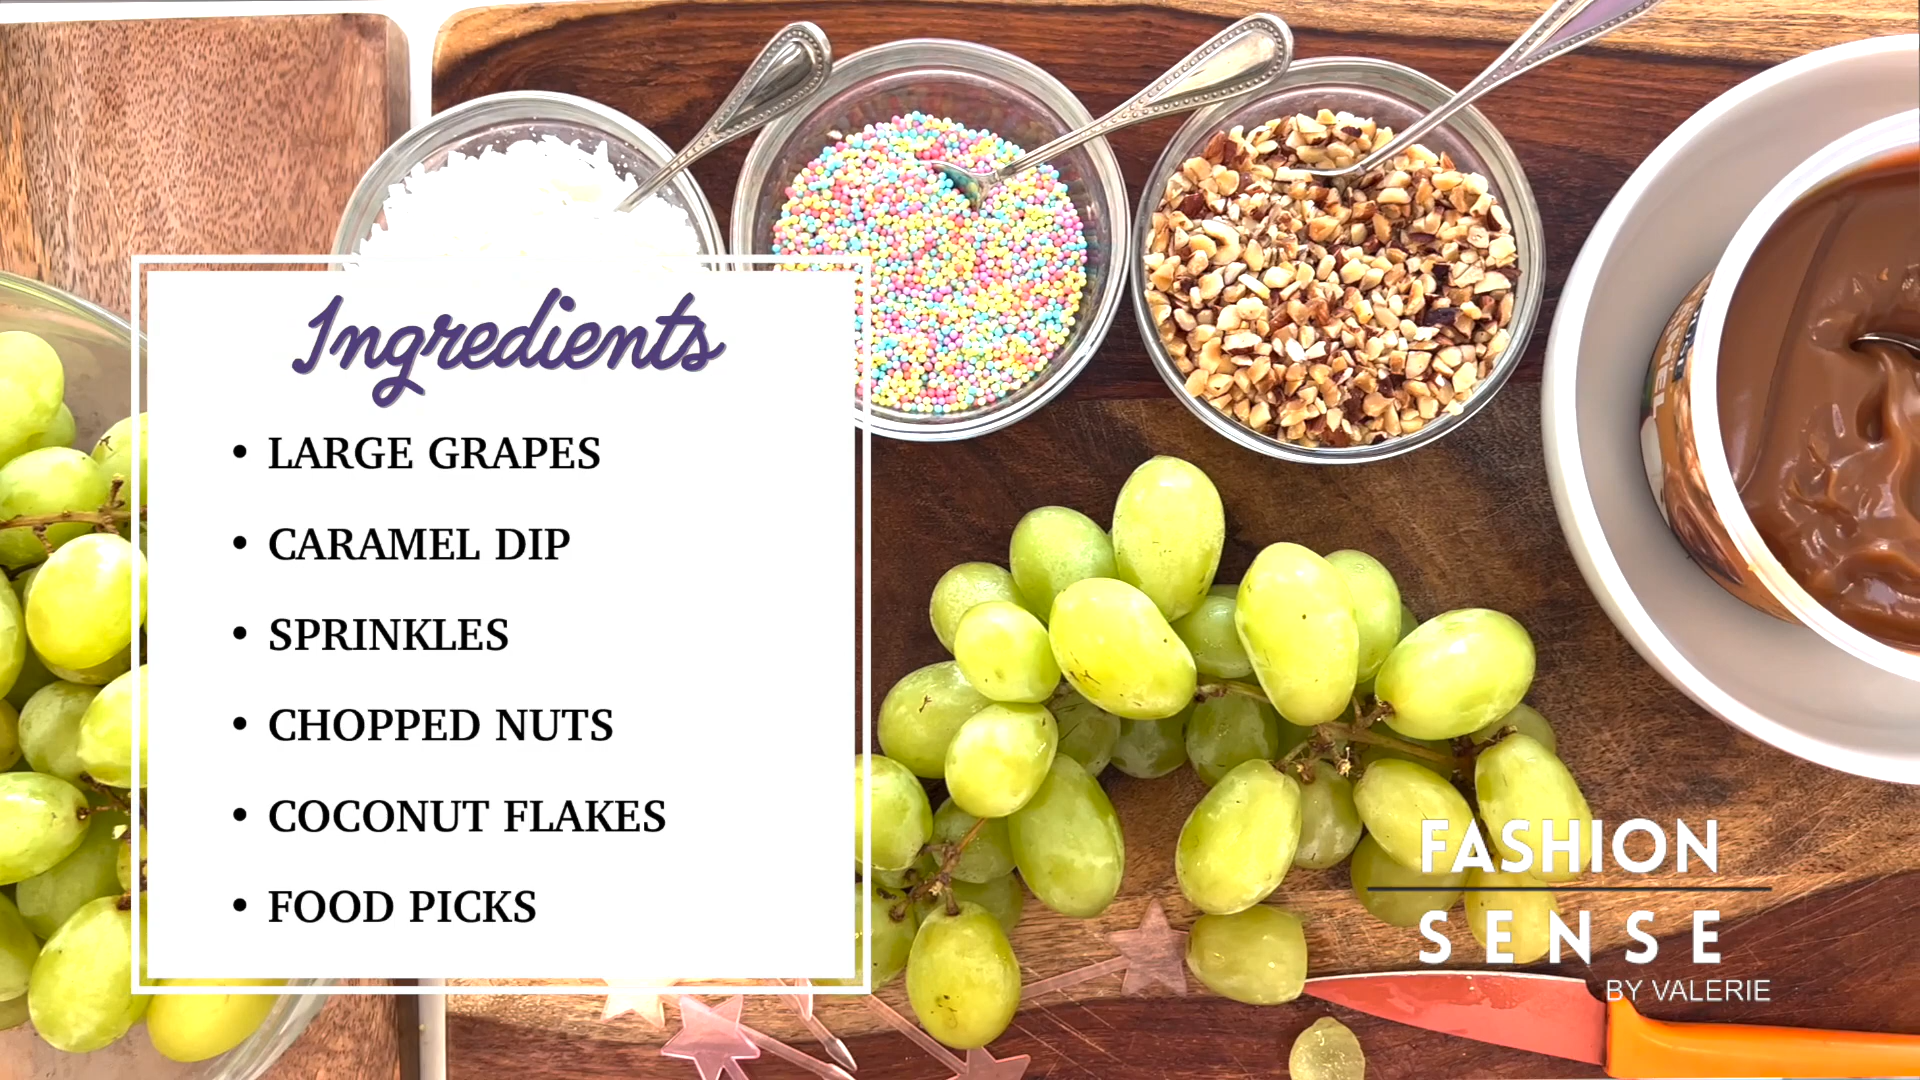 Ingredients
• LARGE GRAPES
• CARAMEL DIP
• SPRINKLES
• CHOPPED NUTS
• COCONUT FLAKES
• FOOD PICKS
FASHION
SENSE
BY VALERIE